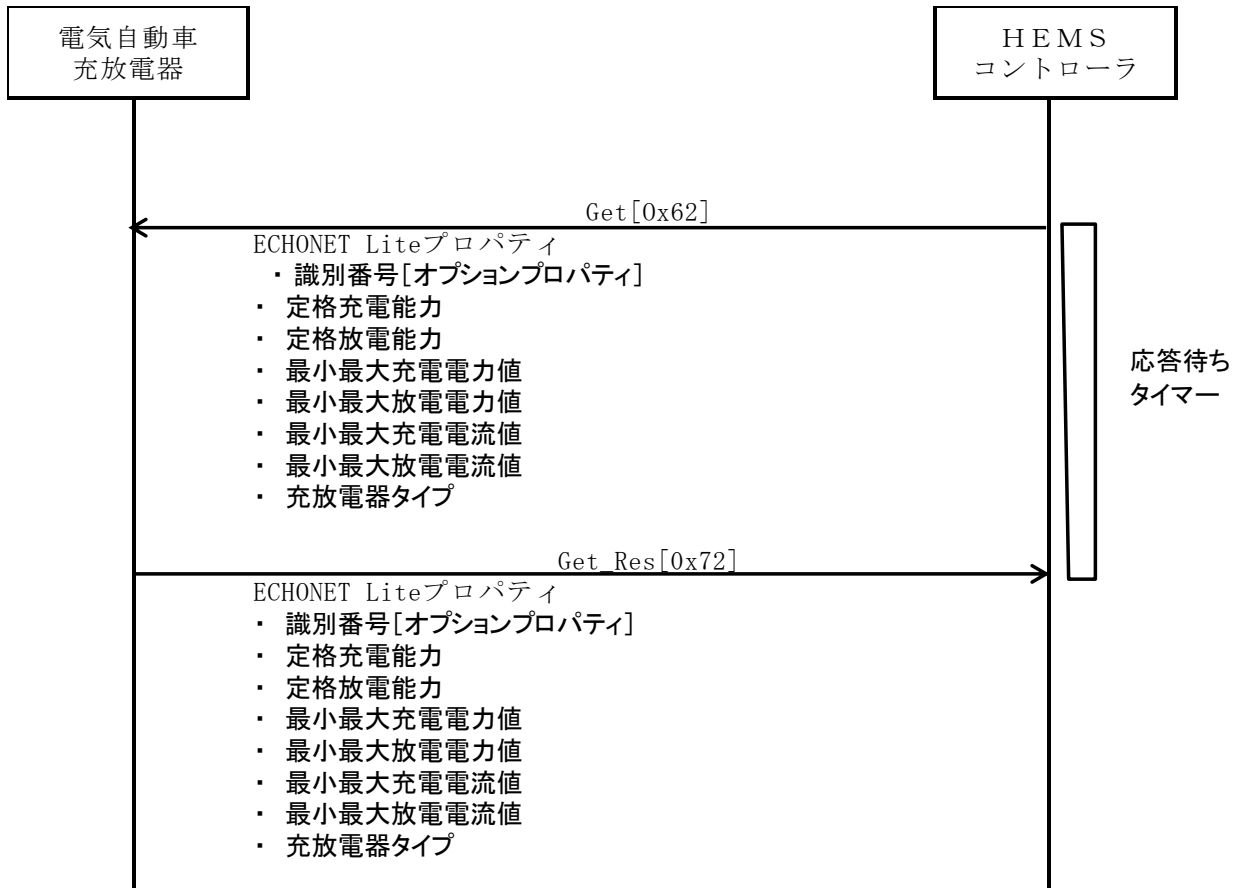 電気自動車
充放電器
ＨＥＭＳ
コントローラ
Get[0x62]
ECHONET Liteプロパティ
・ 識別番号[オプションプロパティ]
・ 定格充電能力
・ 定格放電能力
・ 最小最大充電電力値
・ 最小最大放電電力値
・ 最小最大充電電流値
・ 最小最大放電電流値
・ 充放電器タイプ
応答待ち
タイマー
Get_Res[0x72]
ECHONET Liteプロパティ
・ 識別番号[オプションプロパティ]
・ 定格充電能力
・ 定格放電能力
・ 最小最大充電電力値
・ 最小最大放電電力値
・ 最小最大充電電流値
・ 最小最大放電電流値
・ 充放電器タイプ